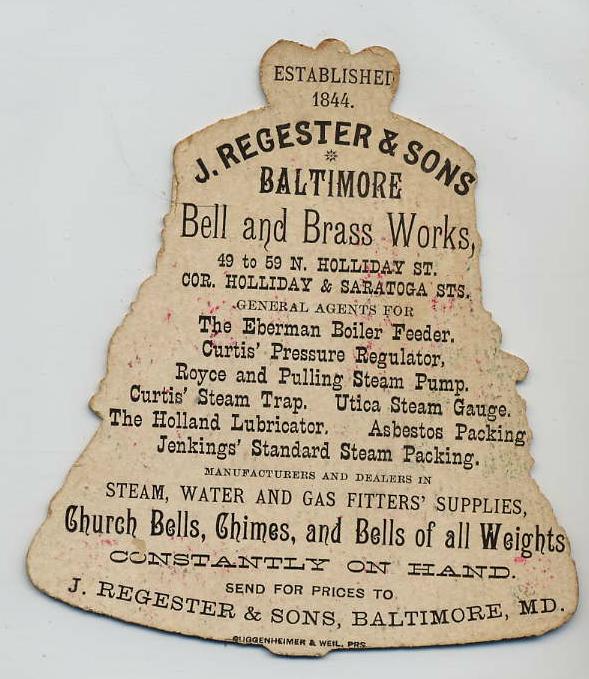 ESTABLISHED
1844.
J. REGESTER & SONS
BALTIMORE
Bell and Brass Works,
49 to 59 N. HOLLIDAY ST.
COR. HOLLIDAY & SARATOGA STS.
GENERAL AGENTS FOR
The Eberman Boiler Feeder.
Curtis' Pressure Regulator,
Royce and Pulling Steam Pump.
Curtis' Steam Trap. Utica Steam Gauge.
The Holland Lubricator. Asbestos Packing
Jenkings' Standard Steam Packing.
MANUFACTURERS AND DEALERS IN
STEAM, WATER AND GAS FITTERS' SUPPLIES,
Church Bells, Chimes, and Bells of all Weights
CONSTANTLY ON HAND.
SEND FOR PRICES TO
J. REGESTER & SONS, BALTIMORE, MD.
GUGGENHEIMER & WEIL, PRS